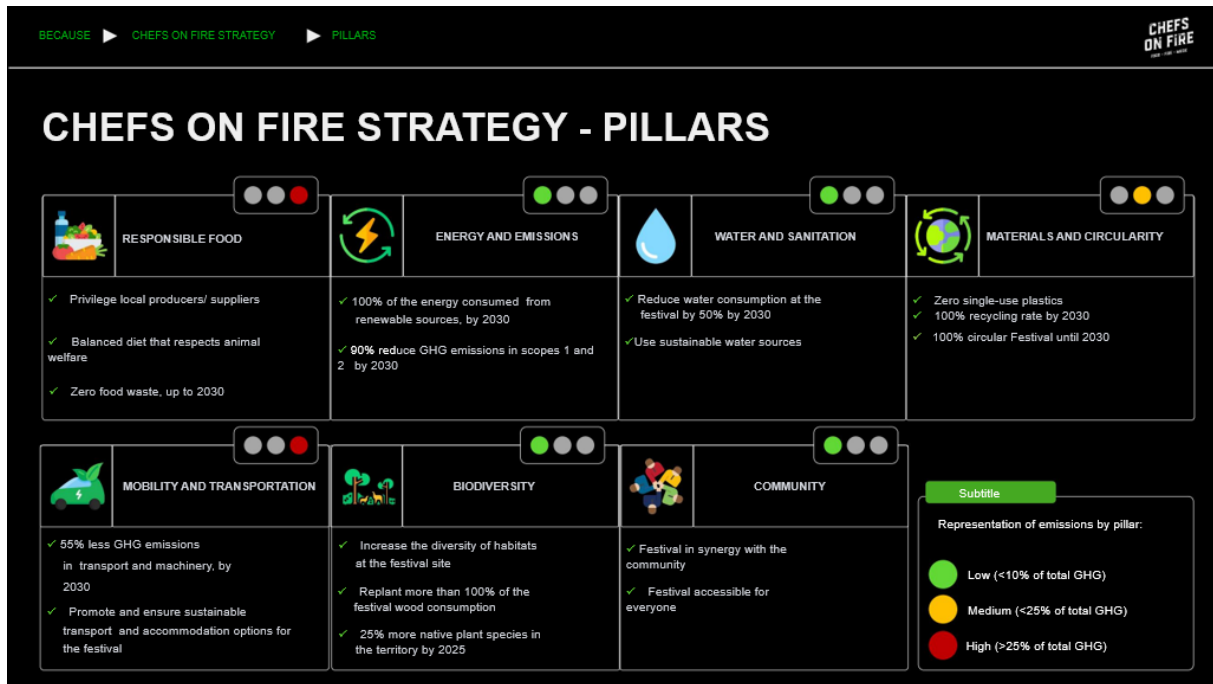 BECAUSE CHEFS ON FIRE STRATEGY PILLARS
CHEFS
ON FIRE
FOOD - FIRE - MUSIC
CHEFS ON FIRE STRATEGY - PILLARS
RESPONSIBLE FOOD
✓ Privilege local producers/ suppliers
✓ Balanced diet that respects animal
welfare
✓ Zero food waste, up to 2030
ENERGY AND EMISSIONS
✓ 100% of the energy consumed from
renewable sources, by 2030
✓ 90% reduce GHG emissions in scopes 1 and
2 by 2030
WATER AND SANITATION
✓ Reduce water consumption at the
festival by 50% by 2030
✓Use sustainable water sources
MATERIALS AND CIRCULARITY
✓ Zero single-use plastics
✓ 100% recycling rate by 2030
✓ 100% circular Festival until 2030
MOBILITY AND TRANSPORTATION
✓ 55% less GHG emissions
in transport and machinery, by
2030
✓ Promote and ensure sustainable
transport and accommodation options for
the festival
BIODIVERSITY
✓ Increase the diversity of habitats
at the festival site
✓ Replant more than 100% of the
festival wood consumption
✓ 25% more native plant species in
the territory by 2025
COMMUNITY
✓ Festival in synergy with the
community
✓ Festival accessible for
everyone
Subtitle
Representation of emissions by pillar:
Low (<10% of total GHG)
Medium (<25% of total GHG)
High (>25% of total GHG)